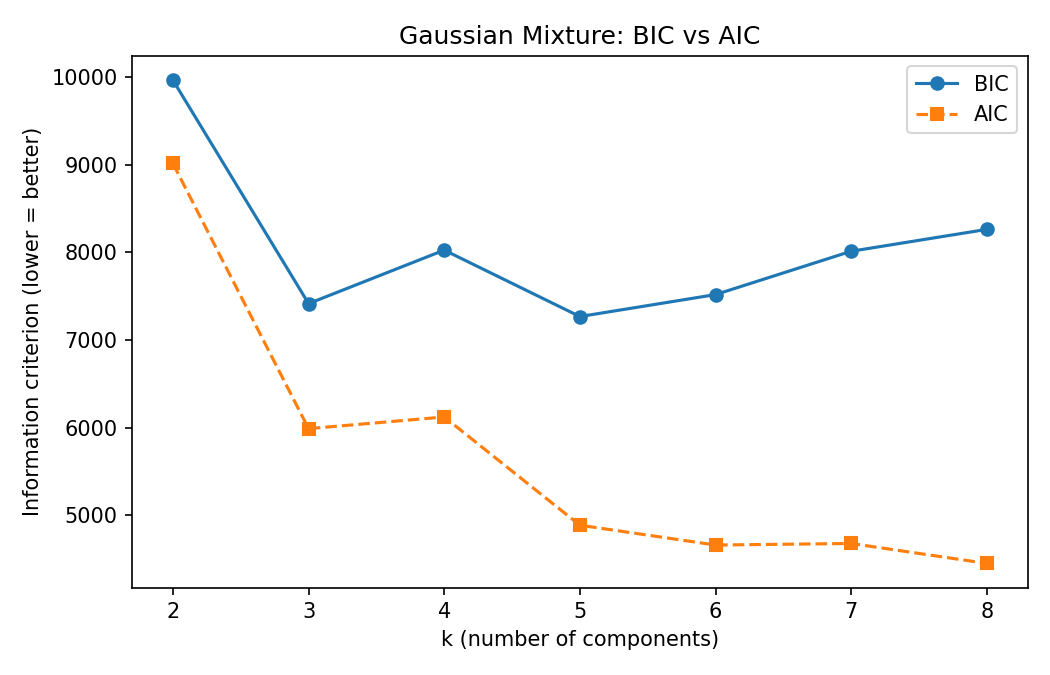 Gaussian Mixture: BIC vs AIC
BIC
AIC
Information criterion (lower = better)
10000
9000
8000
7000
6000
5000
2 3 4 5 6 7 8
k (number of components)